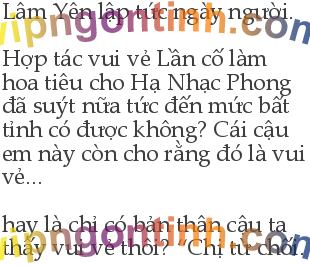 Lâm Yên lập tức ngây người.
vipngontinh.com
Hợp tác vui vẻ Lần cố làm
hoa tiêu cho Hạ Nhạc Phong
đã suýt nữa tức đến mức bất
tỉnh có được không? Cái cậu
em này còn cho rằng đó là vui
vẻ...
hay là chỉ có bản thân cậu ta
thấy vui vẻ thôi? “Chị từ chối.
vipngontinh.com